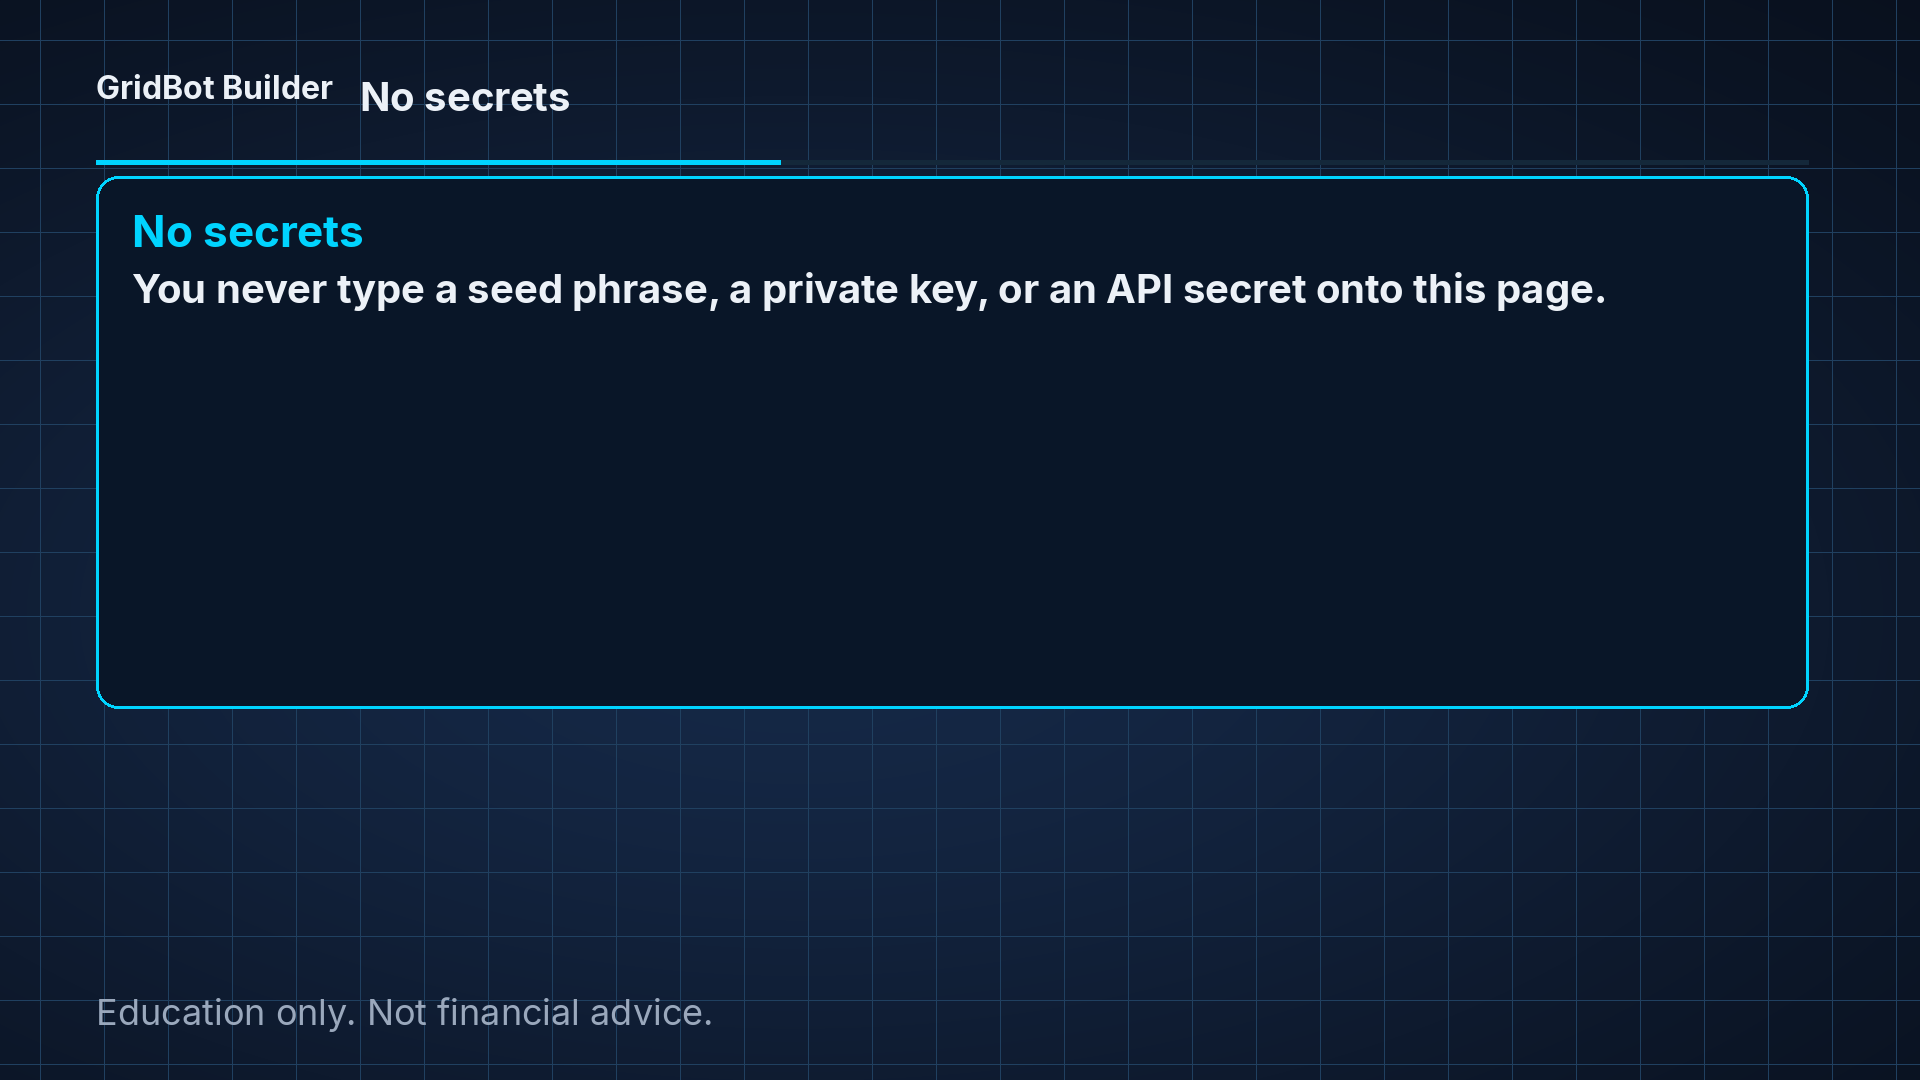 GridBot Builder
No secrets
No secrets
You never type a seed phrase, a private key, or an API secret onto this page.
Education only. Not financial advice.